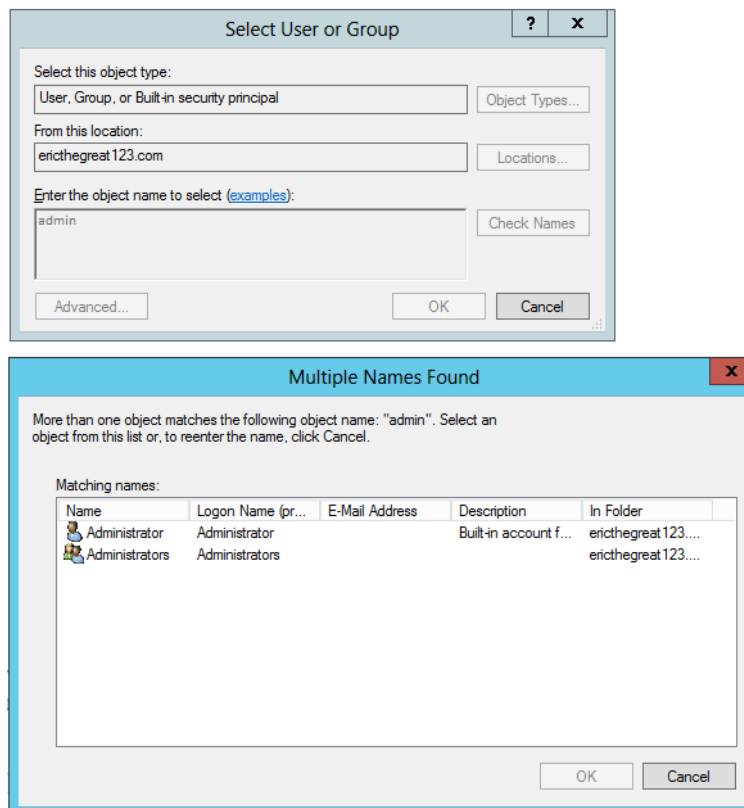 Select User or Group
? x
Select this object type:
User, Group, or Built-in security principal
Object Types...
From this location:
ericthegreat123.com
Locations...
Enter the object name to select (examples):
admin
Check Names
Advanced...
OK
Cancel
Multiple Names Found
x
More than one object matches the following object name: "admin". Select an
object from this list or, to reenter the name, click Cancel.
Matching names:
Name Logon Name (pr... E-Mail Address Description In Folder
Administrator Administrator Built-in account f... ericthegreat123....
Administrators Administrators ericthegreat123....
OK
Cancel